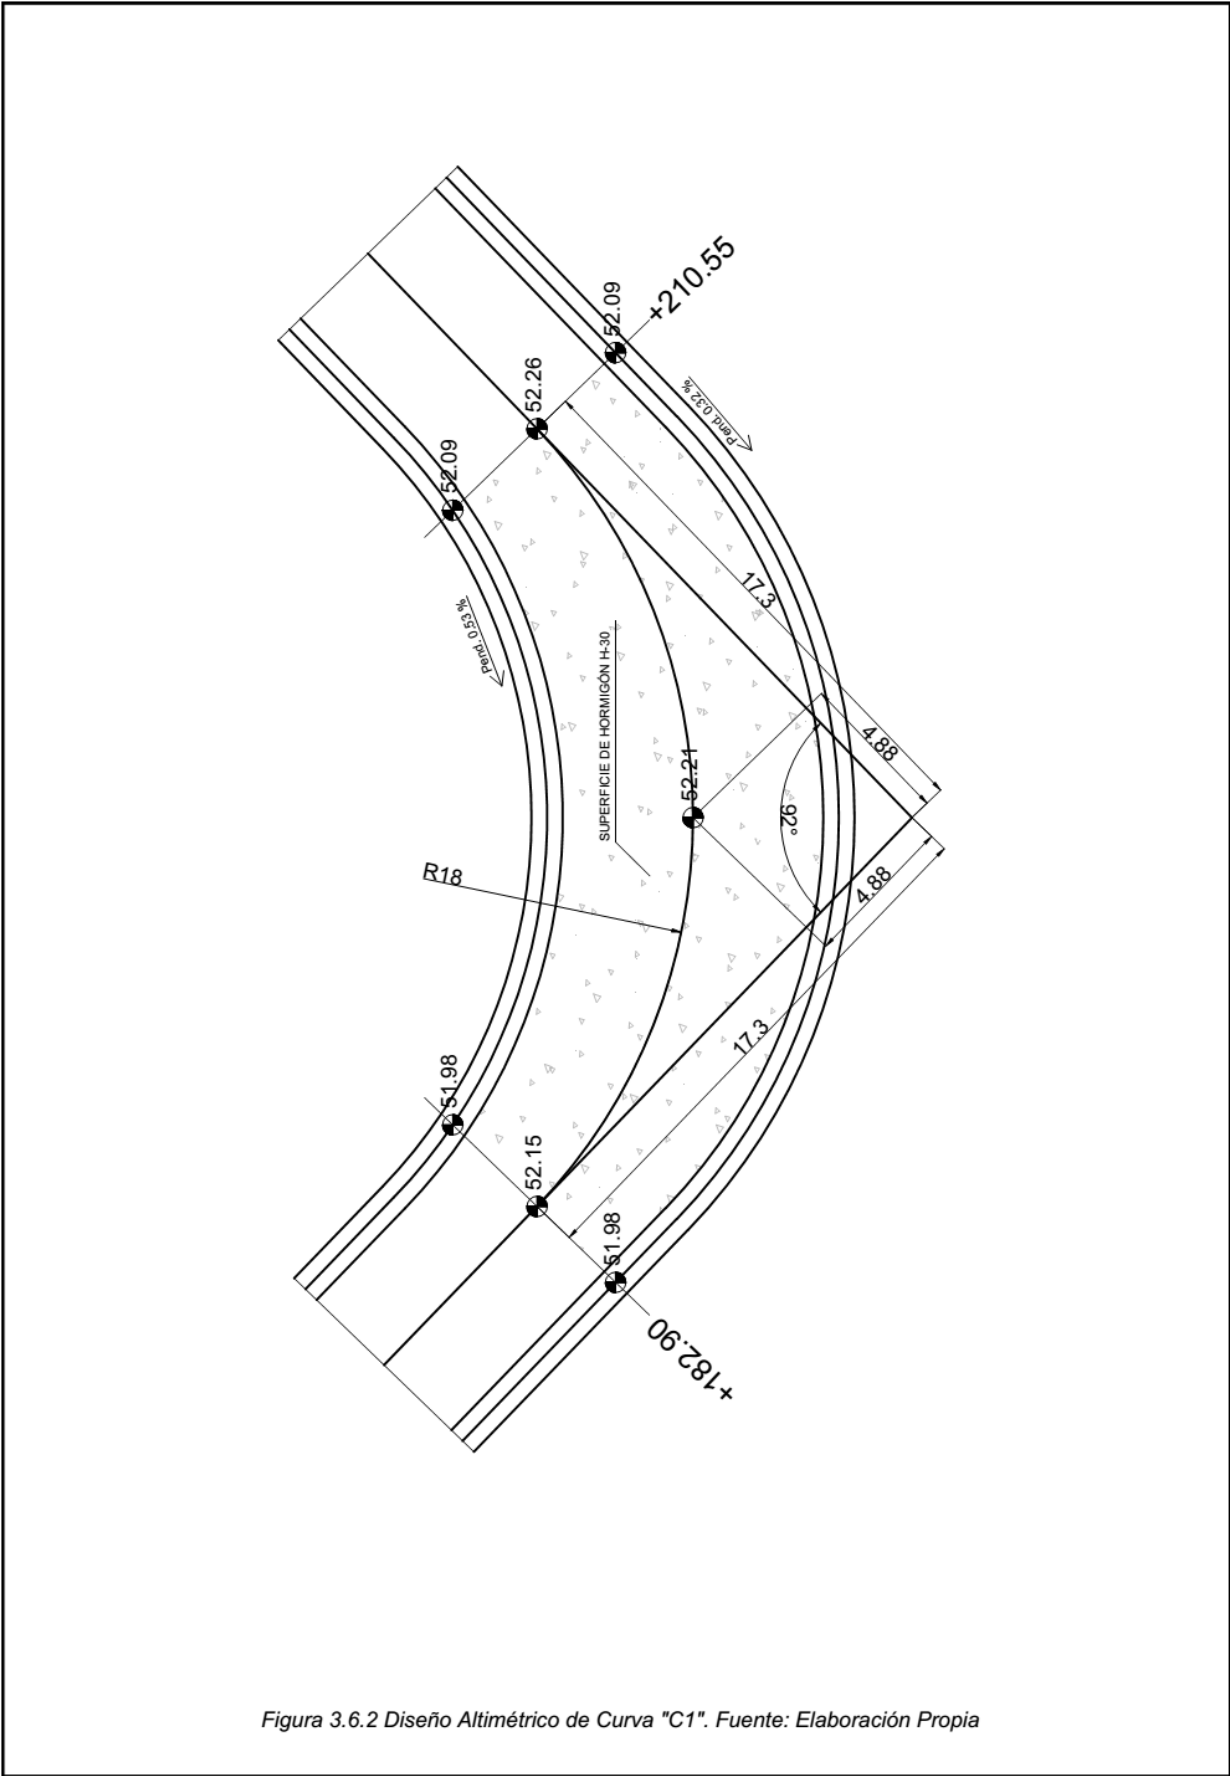 +210.55
52.09
52.26
52.09
Pend. 0.32 %
Pend. 0.53 %
17.3
SUPERFICIE DE HORMIGÓN H-30
4.88
52.21
92°
R18
4.88
17.3
51.98
52.15
51.98
+182.90
Figura 3.6.2 Diseño Altimétrico de Curva "C1". Fuente: Elaboración Propia